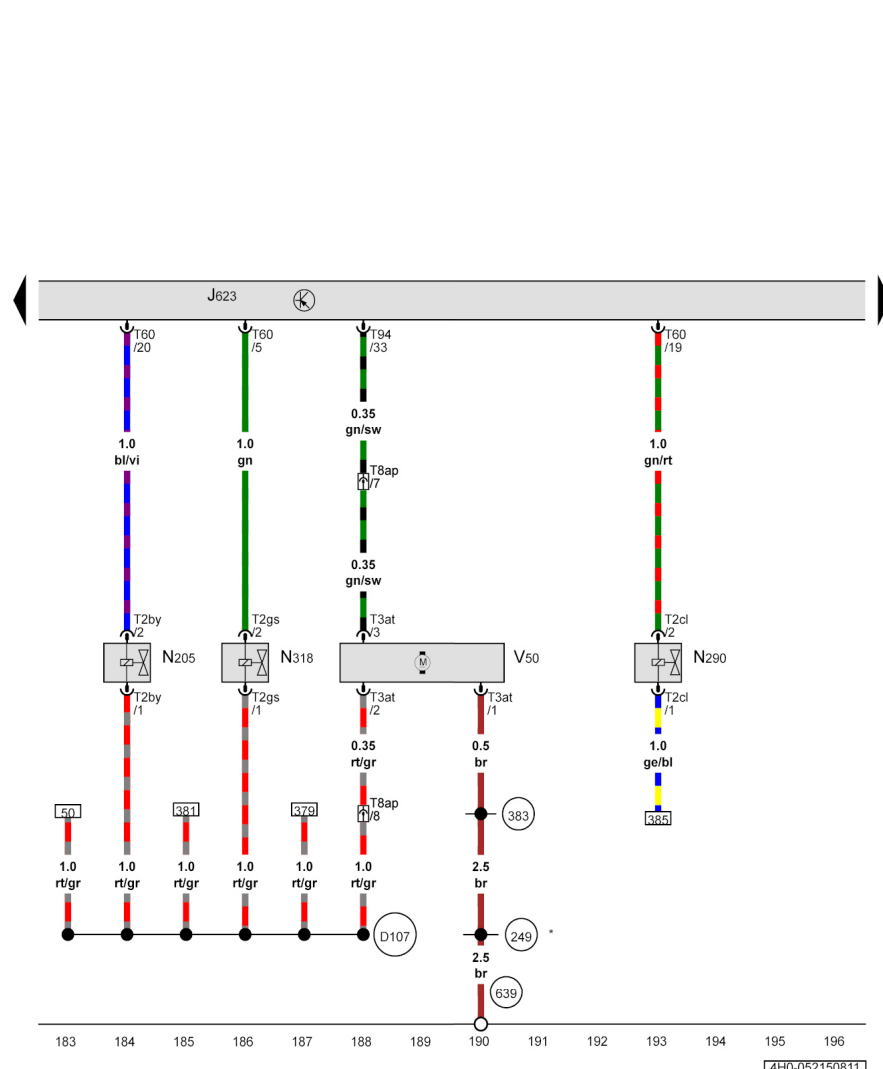 J623
T60 T60 T94 T60
/20 /5 /33 /19
0.35
gn/sw
1.0 1.0 1.0
bl/vi gn gn/rt
T8ap
/7
0.35
gn/sw
T2by T2gs T3at T2cl
/2 /2 /3 /2
N205 N318 M V50 N290
T2by T2gs T3at T3at T2cl
/1 /1 /2 /1 /1
0.35 0.5 1.0
rt/gr br ge/bl
50 381 379 T8ap 383 385
/8
1.0 1.0 1.0 1.0 1.0 1.0 2.5
rt/gr rt/gr rt/gr rt/gr rt/gr rt/gr br
D107 249 *
2.5
br
639
183 184 185 186 187 188 189 190 191 192 193 194 195 196
4H0-052150811